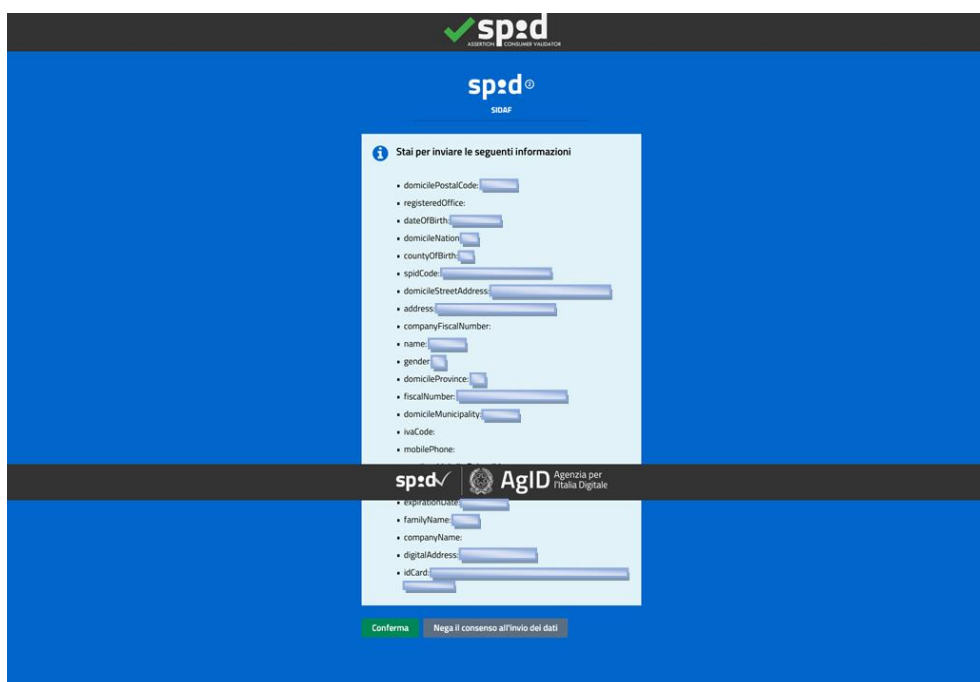 spid
ASSERTION CONSUMER VALIDATOR
spid 2
SIDAF
Stai per inviare le seguenti informazioni
• domicilePostalCode:
• registeredOffice:
• dateOfBirth:
• domicileNation
• countyOfBirth:
• spidCode:
• domicileStreetAddress:
• address:
• companyFiscalNumber:
• name:
• gender:
• domicileProvince:
• fiscalNumber:
• domicileMunicipality:
• ivaCode:
• mobilePhone:
spid✓ AgID Agenzia per
l'Italia Digitale
• expirationDate:
• familyName:
• companyName:
• digitalAddress:
• idCard:
Conferma Nega il consenso all'invio dei dati